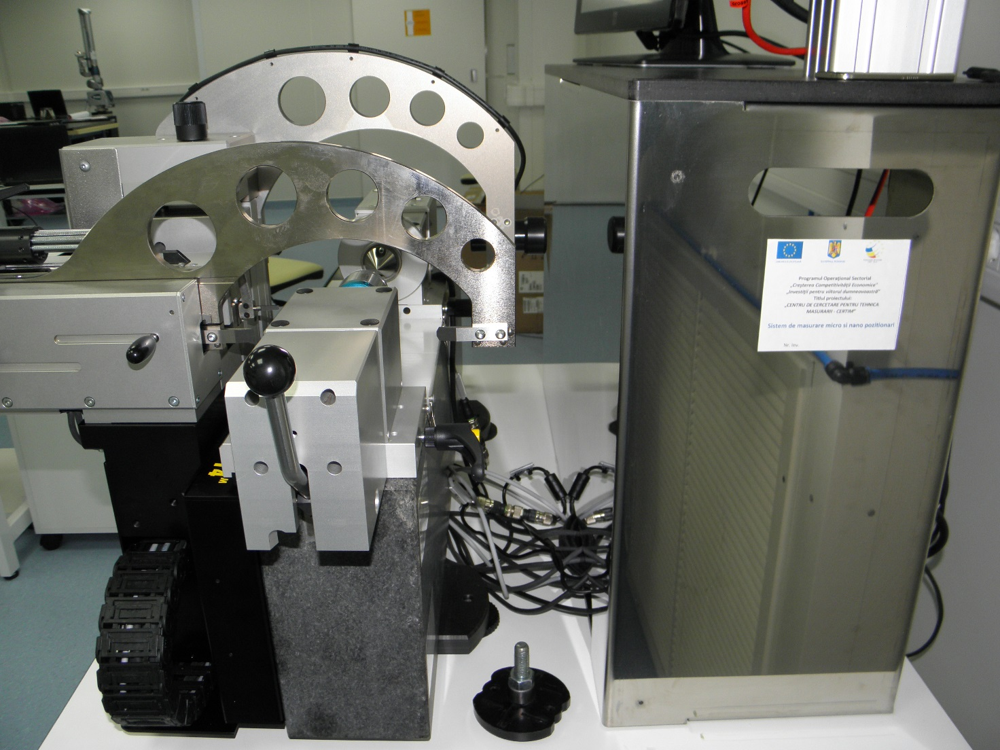 Programul Operaţional Sectorial
„Creşterea Competitivităţii Economice"
„Investiţii pentru viitorul dumneavoastră"
Titlul proiectului:
„CENTRU DE CERCETARE PENTRU TEHNICA
MASURARII - CERTIM"
Sistem de masurare micro si nano pozitionari
Nr. inv.